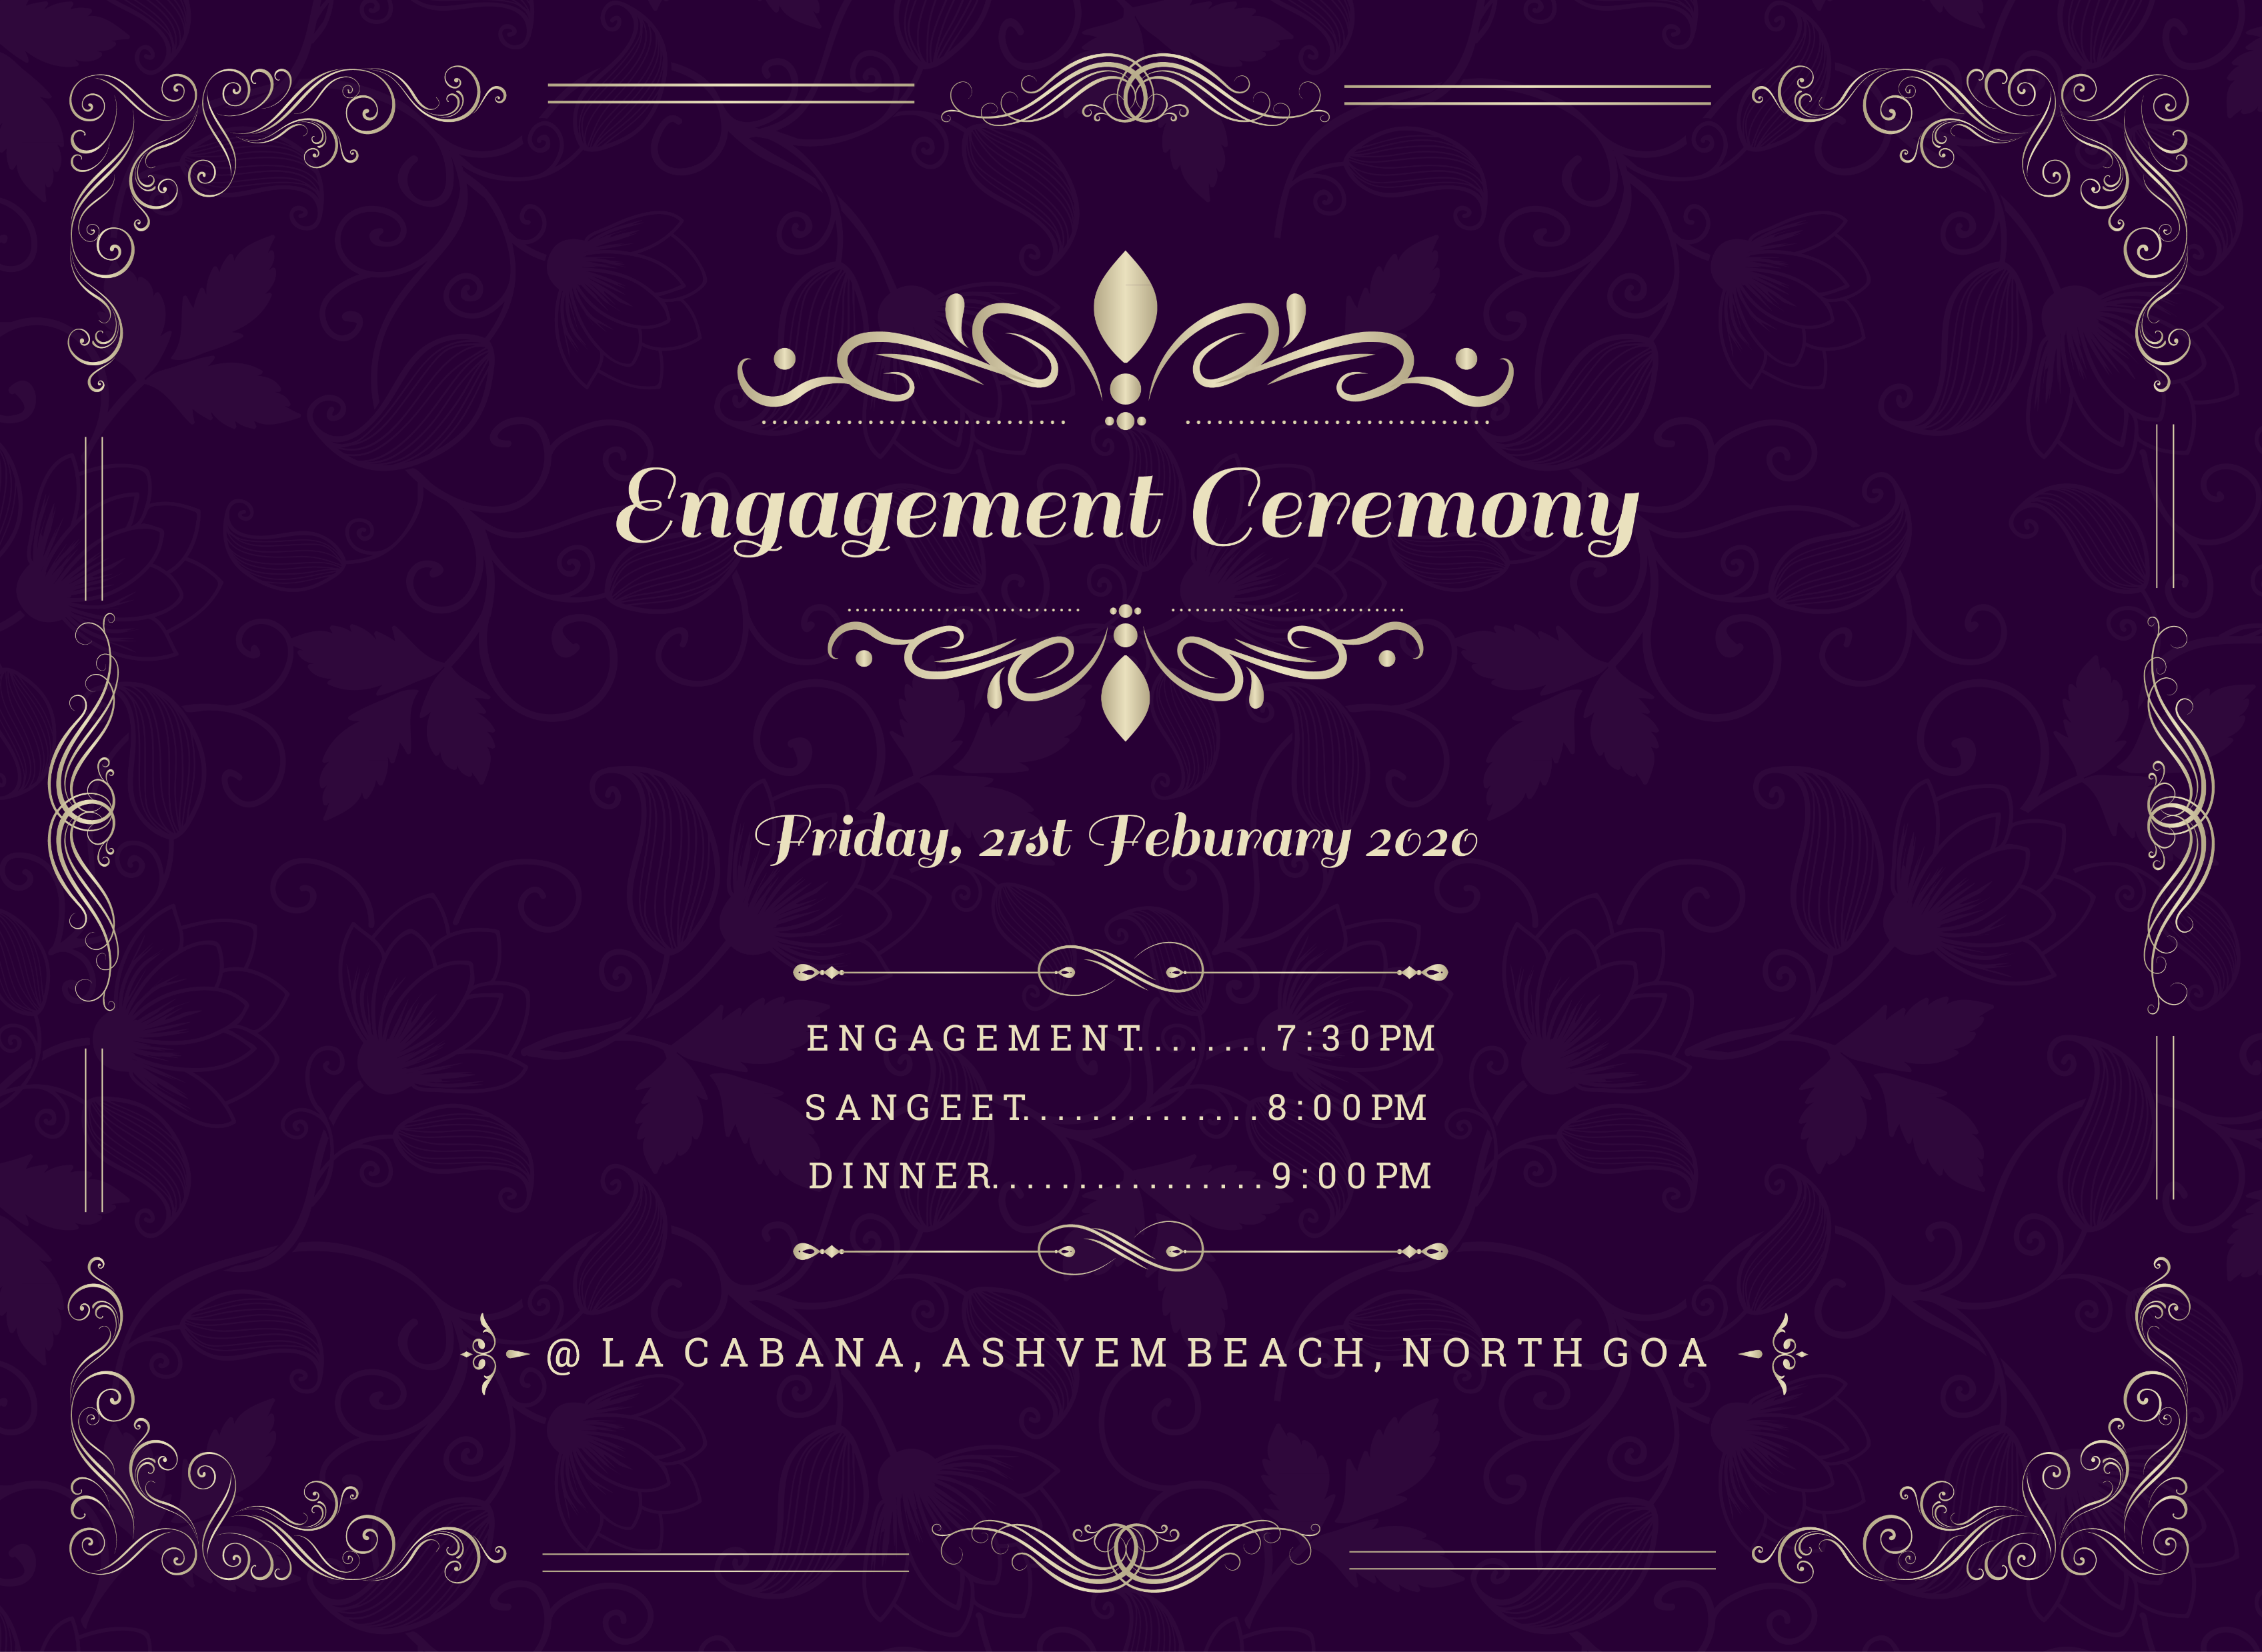 Engagement Ceremony
Friday, 21st Feburary 2020
ENGAGEMENT........7:30PM
SANGEET..............8:00PM
DINNER................9:00PM
@ LA CABANA, ASHVEM BEACH, NORTH GOA